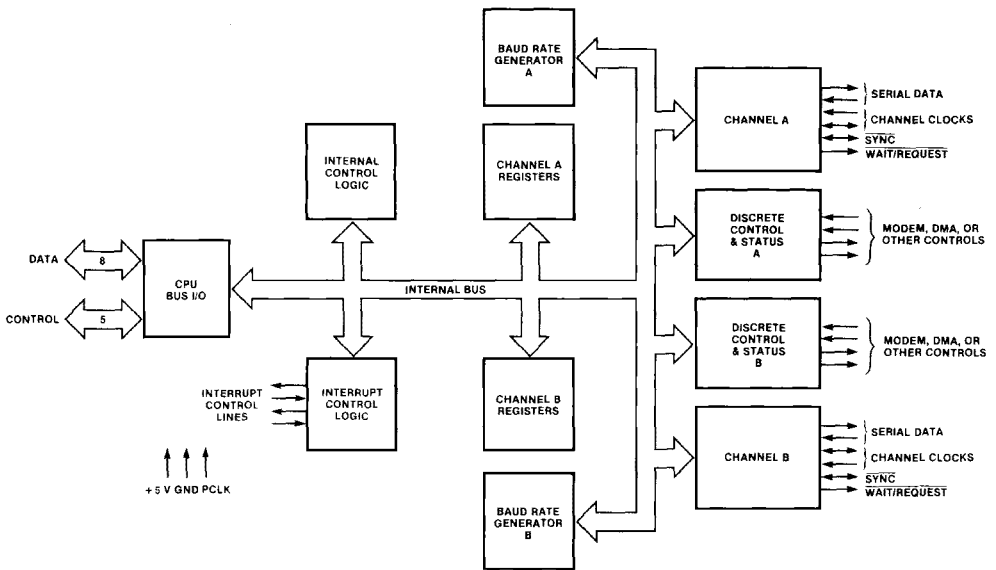 BAUD RATE
GENERATOR
A
CHANNEL A
SERIAL DATA
CHANNEL CLOCKS
SYNC
WAIT/REQUEST
INTERNAL
CONTROL
LOGIC
CHANNEL A
REGISTERS
DISCRETE
CONTROL
& STATUS
A
MODEM, DMA, OR
OTHER CONTROLS
DATA
8
CPU
BUS I/O
INTERNAL BUS
CONTROL
5
DISCRETE
CONTROL
& STATUS
B
MODEM, DMA, OR
OTHER CONTROLS
INTERRUPT
CONTROL
LINES
INTERRUPT
CONTROL
LOGIC
CHANNEL B
REGISTERS
CHANNEL B
SERIAL DATA
CHANNEL CLOCKS
SYNC
WAIT/REQUEST
+5 V GND PCLK
BAUD RATE
GENERATOR
B